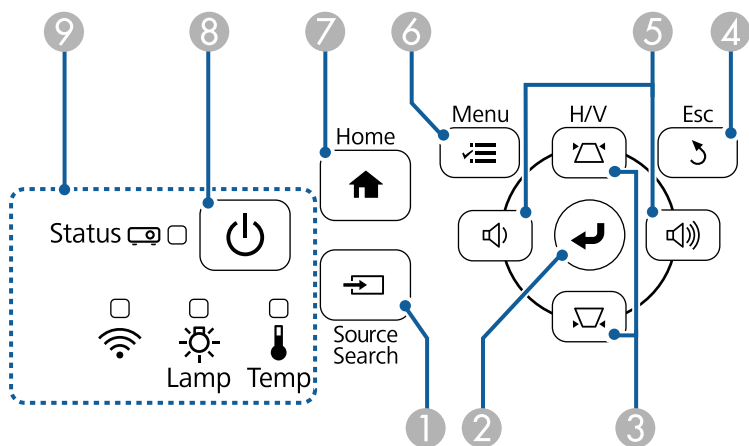 9 8 7 6 5 4
Menu H/V Esc
Home
Status
Source
Search
Lamp Temp
1 2 3